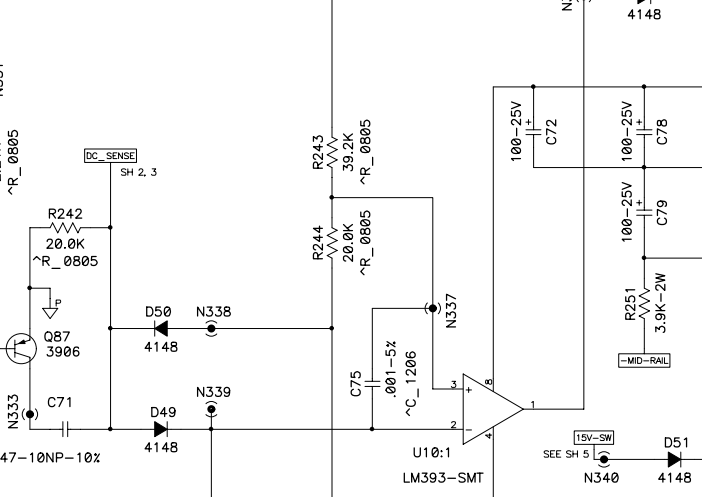 4148
100-25V
+
C72
100-25V
+
C78
R243
39.2K
^R_0805
^R_0805
DC_SENSE
SH 2, 3
R242
20.0K
^R_0805
R244
20.0K
^R_0805
100-25V
+
C79
P
D50
4148
N338
N337
R251
3.9K-2W
Q87
3906
-MID-RAIL
C75
.001-5%
^C_1206
N333
C71
D49
4148
N339
3
+
8
1
2
-
4
47-10NP-10%
U10:1
LM393-SMT
15V-SW
SEE SH 5
N340
D51
4148